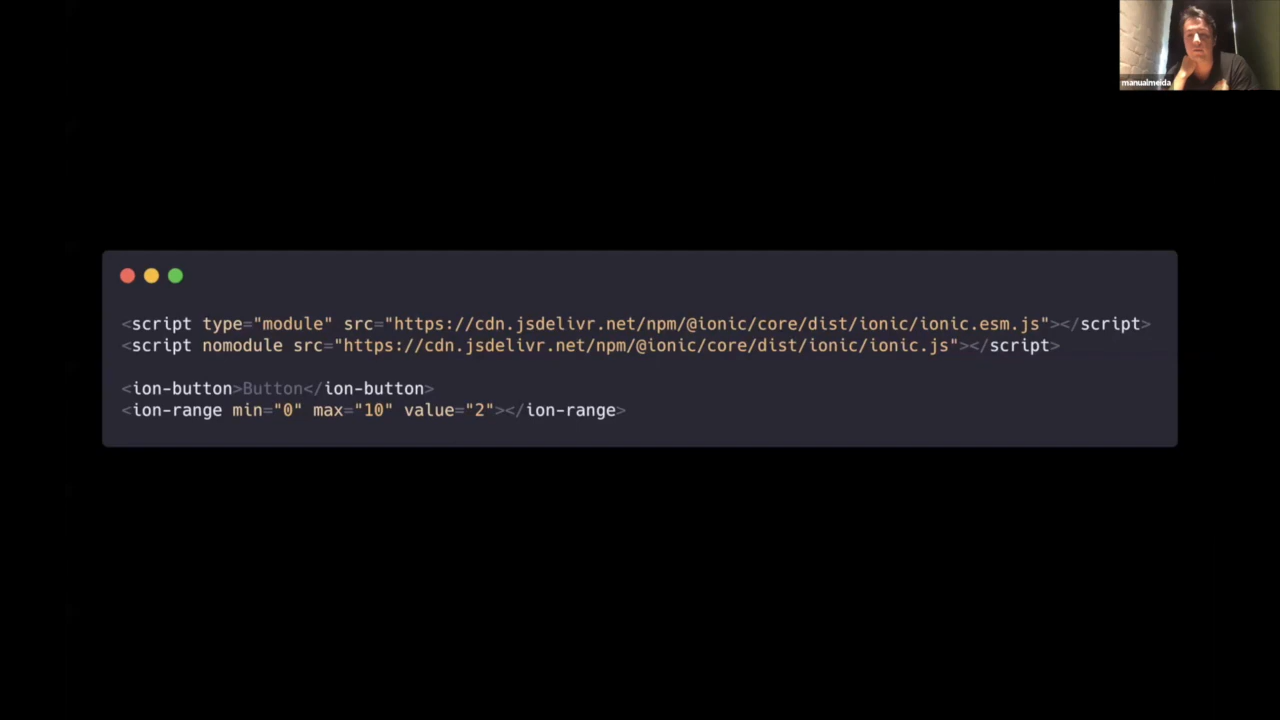 manualmeida
<script type="module" src="https://cdn.jsdelivr.net/npm/@ionic/core/dist/ionic/ionic.esm.js"></script>
<script nomodule src="https://cdn.jsdelivr.net/npm/@ionic/core/dist/ionic/ionic.js"></script>
<ion-button>Button</ion-button>
<ion-range min="0" max="10" value="2"></ion-range>